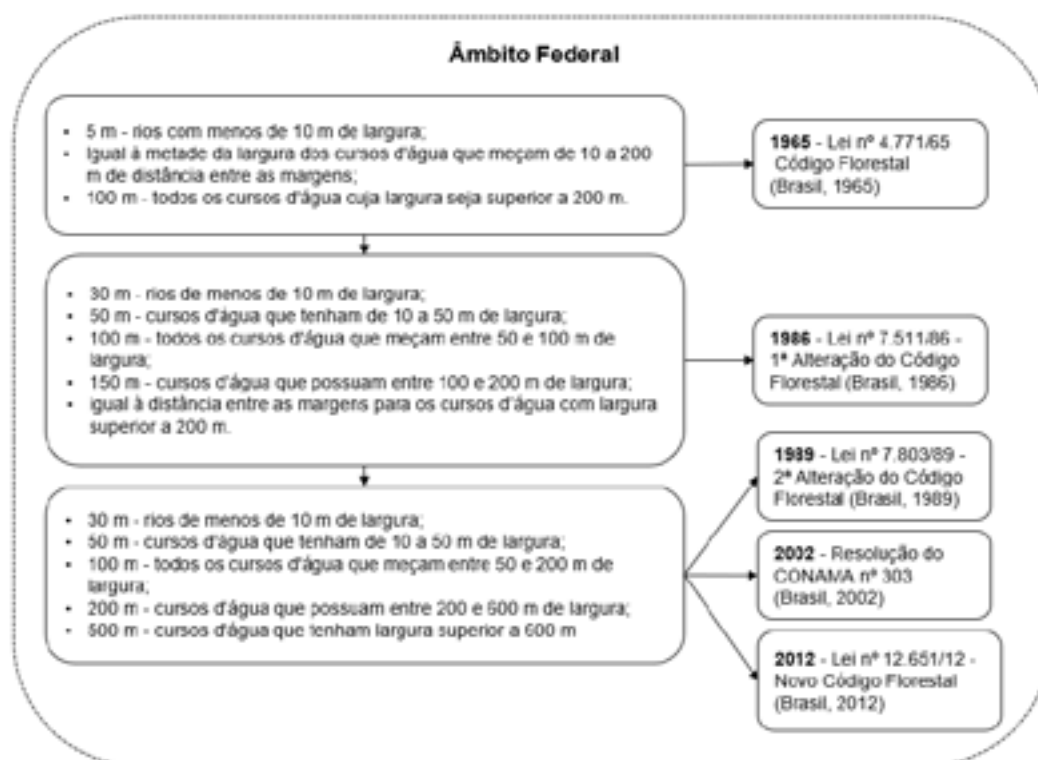 Âmbito Federal
• 5 m - rios com menos de 10 m de largura;
• Igual à metade da largura dos cursos d'água que meçam de 10 a 200
m de distância entre as margens;
• 100 m - todos os cursos d'água cuja largura seja superior a 200 m.
1965 - Lei nº 4.771/65
Código Florestal
(Brasil, 1965)
• 30 m - rios de menos de 10 m de largura;
• 50 m - cursos d'água que tenham de 10 a 50 m de largura;
• 100 m - todos os cursos d'água que meçam entre 50 e 100 m de
largura;
• 150 m - cursos d'água que possuam entre 100 e 200 m de largura;
• igual à distância entre as margens para os cursos d'água com largura
superior a 200 m.
1986 - Lei nº 7.511/86 -
1ª Alteração do Código
Florestal (Brasil, 1986)
• 30 m - rios de menos de 10 m de largura;
• 50 m - cursos d'água que tenham de 10 a 50 m de largura;
• 100 m - todos os cursos d'água que meçam entre 50 e 200 m de
largura;
• 200 m - cursos d'água que possuam entre 200 e 600 m de largura;
• 500 m - cursos d'água que tenham largura superior a 600 m
1989 - Lei nº 7.803/89 -
2ª Alteração do Código
Florestal (Brasil, 1989)
2002 - Resolução do
CONAMA nº 303
(Brasil, 2002)
2012 - Lei nº 12.651/12 -
Novo Código Florestal
(Brasil, 2012)